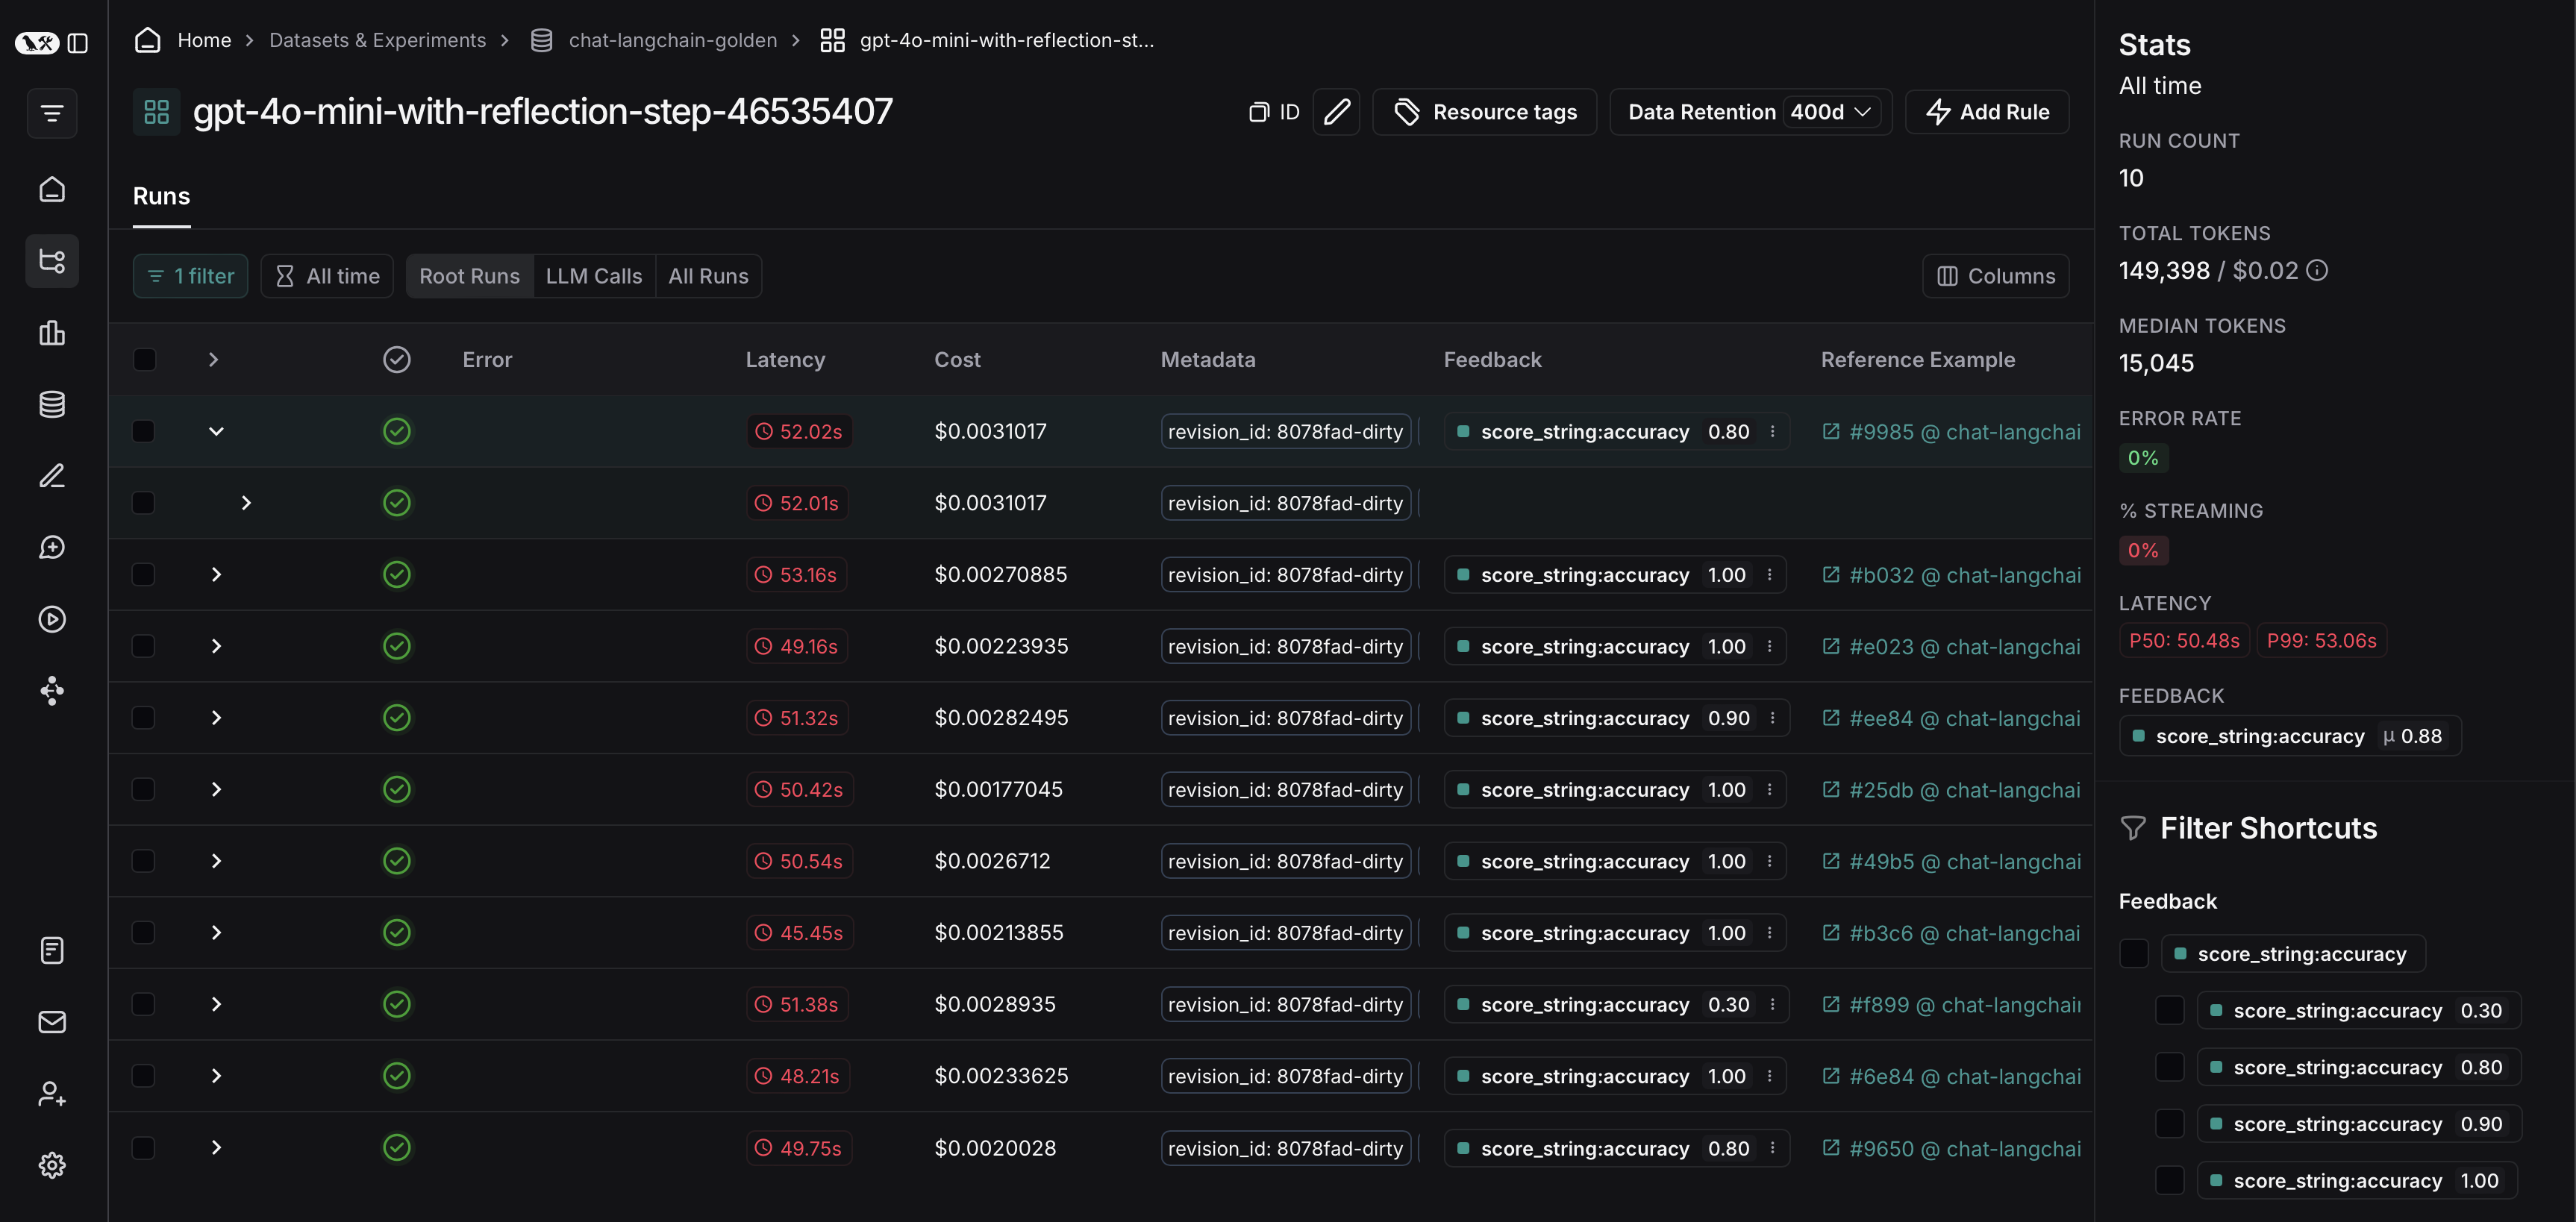 Home > Datasets & Experiments > chat-langchain-golden > gpt-4o-mini-with-reflection-st...
gpt-4o-mini-with-reflection-step-46535407
ID
Resource tags
Data Retention 400d
Add Rule
Runs
1 filter
All time
Root Runs
LLM Calls
All Runs
Columns
Error Latency Cost Metadata Feedback Reference Example
52.02s $0.0031017 revision_id: 8078fad-dirty score_string:accuracy 0.80 #9985 @ chat-langchai
52.01s $0.0031017 revision_id: 8078fad-dirty
53.16s $0.00270885 revision_id: 8078fad-dirty score_string:accuracy 1.00 #b032 @ chat-langchai
49.16s $0.00223935 revision_id: 8078fad-dirty score_string:accuracy 1.00 #e023 @ chat-langchai
51.32s $0.00282495 revision_id: 8078fad-dirty score_string:accuracy 0.90 #ee84 @ chat-langchai
50.42s $0.00177045 revision_id: 8078fad-dirty score_string:accuracy 1.00 #25db @ chat-langchai
50.54s $0.0026712 revision_id: 8078fad-dirty score_string:accuracy 1.00 #49b5 @ chat-langchai
45.45s $0.00213855 revision_id: 8078fad-dirty score_string:accuracy 1.00 #b3c6 @ chat-langchai
51.38s $0.0028935 revision_id: 8078fad-dirty score_string:accuracy 0.30 #f899 @ chat-langchai
48.21s $0.00233625 revision_id: 8078fad-dirty score_string:accuracy 1.00 #6e84 @ chat-langchai
49.75s $0.0020028 revision_id: 8078fad-dirty score_string:accuracy 0.80 #9650 @ chat-langchai
Stats
All time
RUN COUNT
10
TOTAL TOKENS
149,398 / $0.02
MEDIAN TOKENS
15,045
ERROR RATE
0%
% STREAMING
0%
LATENCY
P50: 50.48s P99: 53.06s
FEEDBACK
score_string:accuracy μ 0.88
Filter Shortcuts
Feedback
score_string:accuracy
score_string:accuracy 0.30
score_string:accuracy 0.80
score_string:accuracy 0.90
score_string:accuracy 1.00